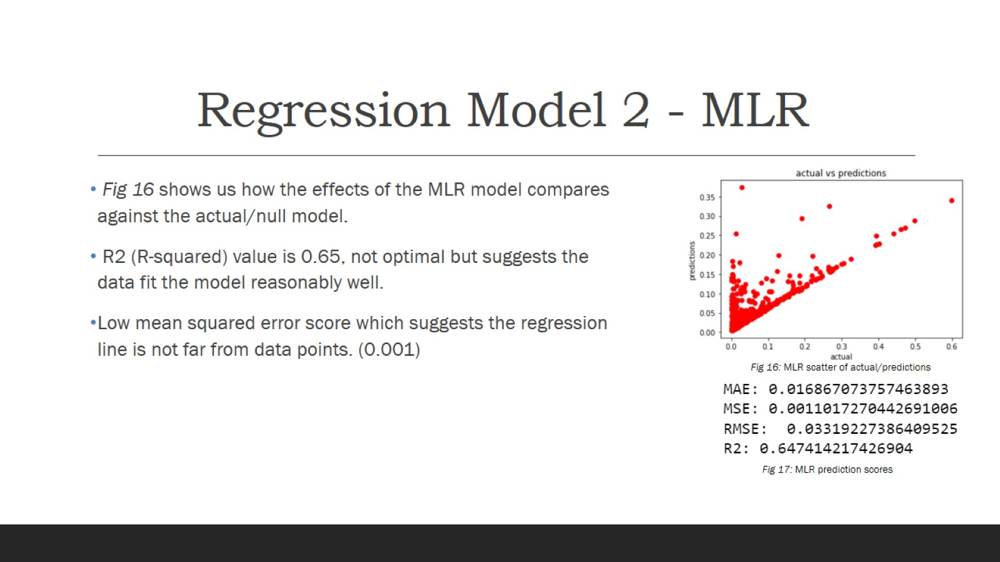 Regression Model 2 - MLR
• Fig 16 shows us how the effects of the MLR model compares
against the actual/null model.
• R2 (R-squared) value is 0.65, not optimal but suggests the
data fit the model reasonably well.
•Low mean squared error score which suggests the regression
line is not far from data points. (0.001)
actual vs predictions
predictions
0.35
0.30
0.25
0.20
0.15
0.10
0.05
0.00
0.0 0.1 0.2 0.3 0.4 0.5 0.6
actual
Fig 16: MLR scatter of actual/predictions
MAE: 0.016867073757463893
MSE: 0.0011017270442691006
RMSE:  0.03319227386409525
R2: 0.647414217426904
Fig 17: MLR prediction scores